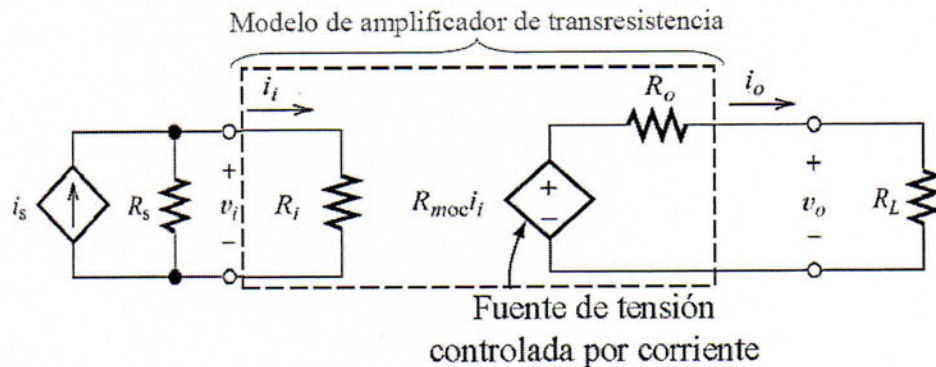 Modelo de amplificador de transresistencia
i_i
R_o
i_o
i_s
R_s
+
v_i
−
R_i
R_moc i_i
+
−
+
v_o
−
R_L
Fuente de tensión
controlada por corriente